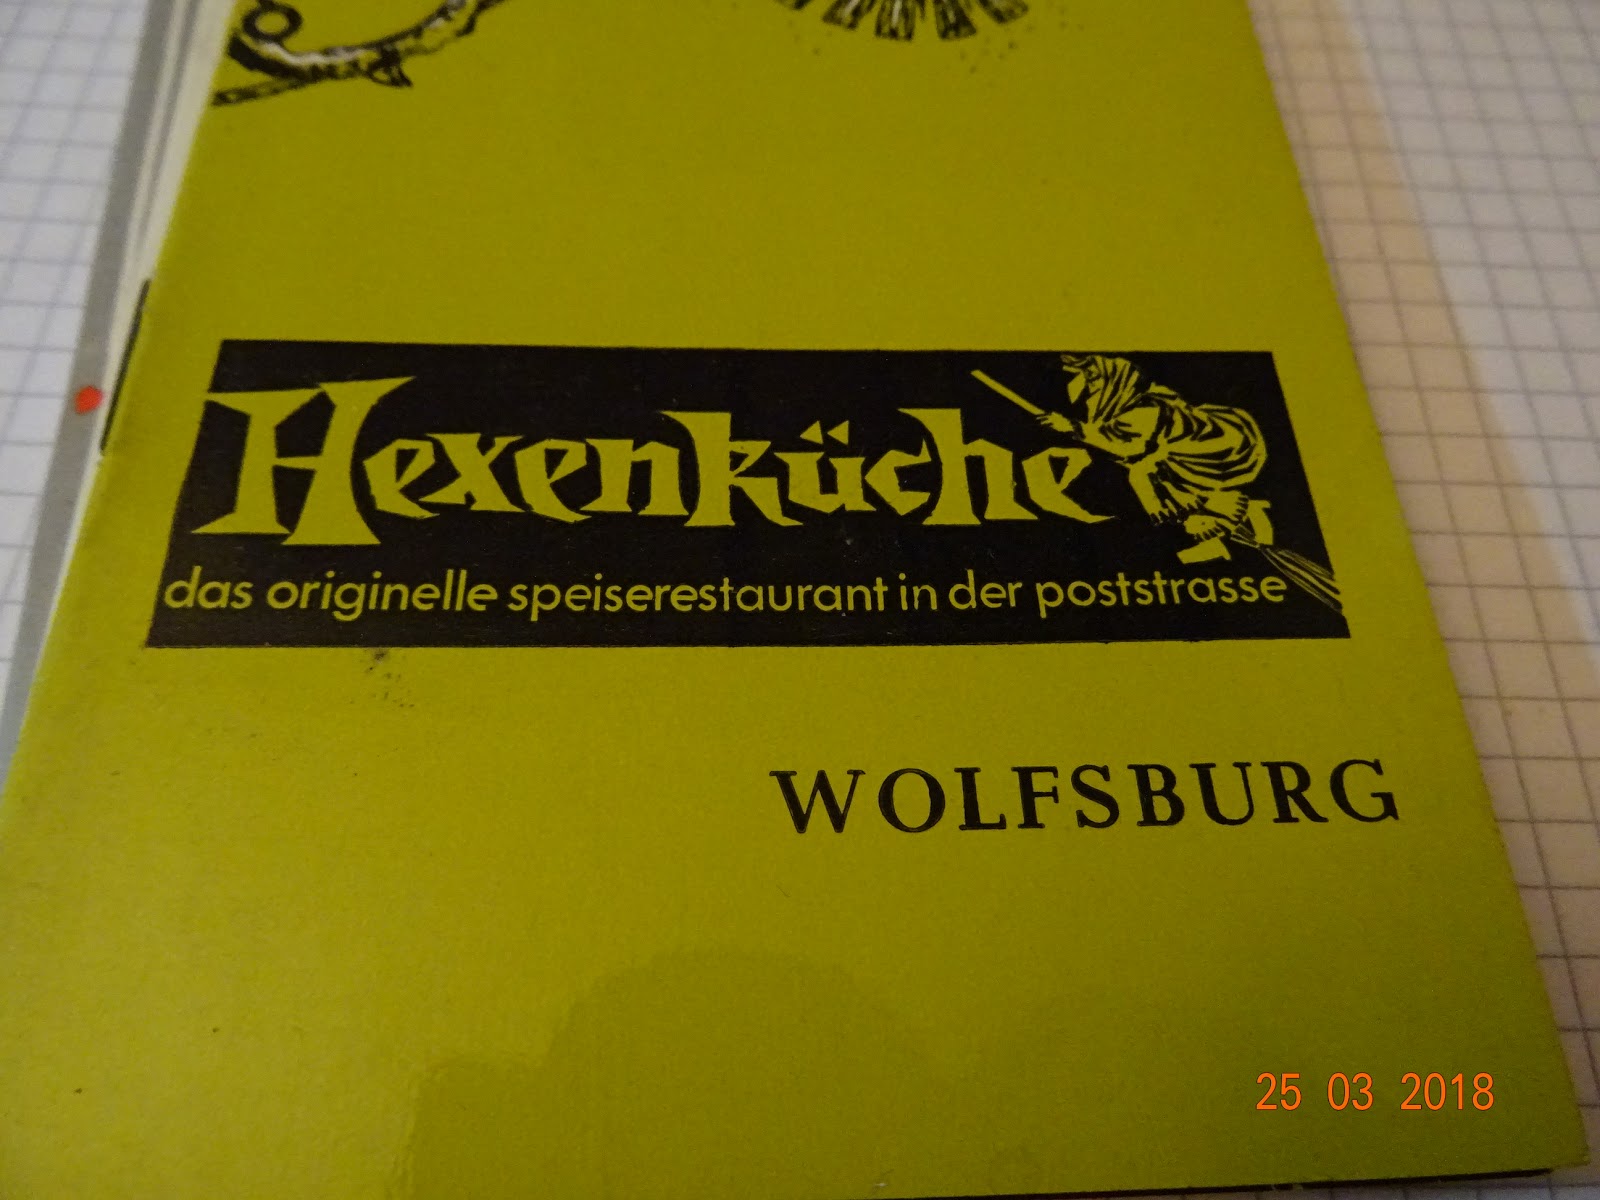 Hexenküche
das originelle speiserestaurant in der poststrasse
WOLFSBURG
25 03 2018